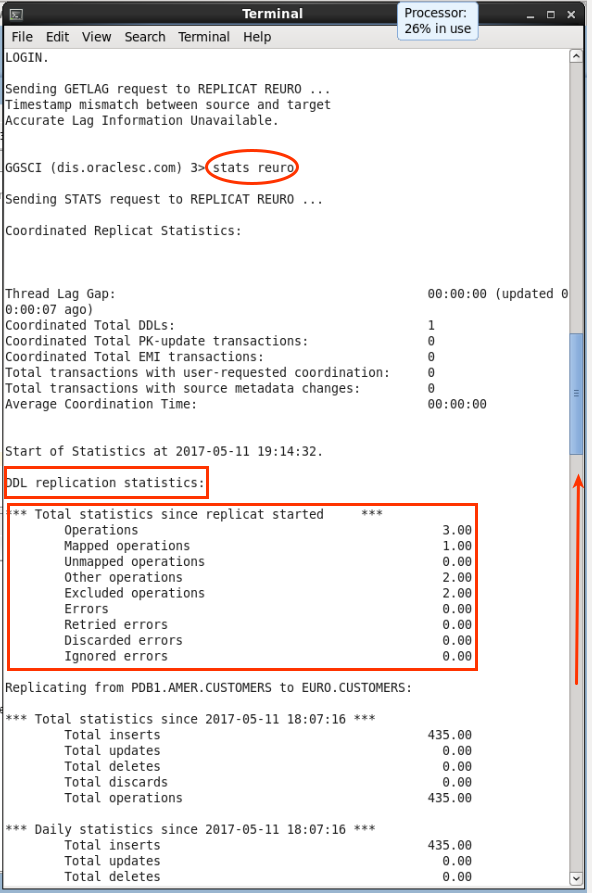 Terminal
Processor:
26% in use
File Edit View Search Terminal Help
LOGIN.
Sending GETLAG request to REPLICAT REURO ...
Timestamp mismatch between source and target
Accurate Lag Information Unavailable.
GGSCI (dis.oraclesc.com) 3> stats reuro
Sending STATS request to REPLICAT REURO ...
Coordinated Replicat Statistics:
Thread Lag Gap: 00:00:00 (updated 0
0:00:07 ago)
Coordinated Total DDLs: 1
Coordinated Total PK-update transactions: 0
Coordinated Total EMI transactions: 0
Total transactions with user-requested coordination: 0
Total transactions with source metadata changes: 0
Average Coordination Time: 00:00:00
Start of Statistics at 2017-05-11 19:14:32.
DDL replication statistics:
*** Total statistics since replicat started ***
Operations 3.00
Mapped operations 1.00
Unmapped operations 0.00
Other operations 2.00
Excluded operations 2.00
Errors 0.00
Retried errors 0.00
Discarded errors 0.00
Ignored errors 0.00
Replicating from PDB1.AMER.CUSTOMERS to EURO.CUSTOMERS:
*** Total statistics since 2017-05-11 18:07:16 ***
Total inserts 435.00
Total updates 0.00
Total deletes 0.00
Total discards 0.00
Total operations 435.00
*** Daily statistics since 2017-05-11 18:07:16 ***
Total inserts 435.00
Total updates 0.00
Total deletes 0.00